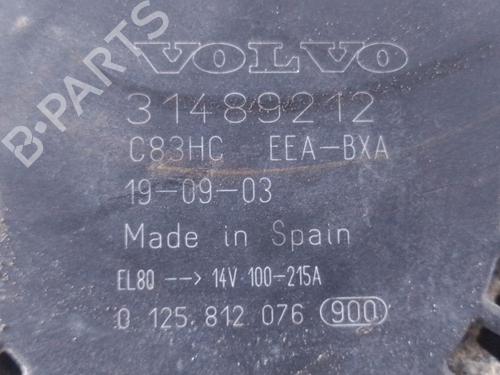 B-PARTS
VOLVO
31489212
C83HC EEA-BXA
19-09-03
Made in Spain
EL8O --> 14V 100-215A
0 125 812 076 900